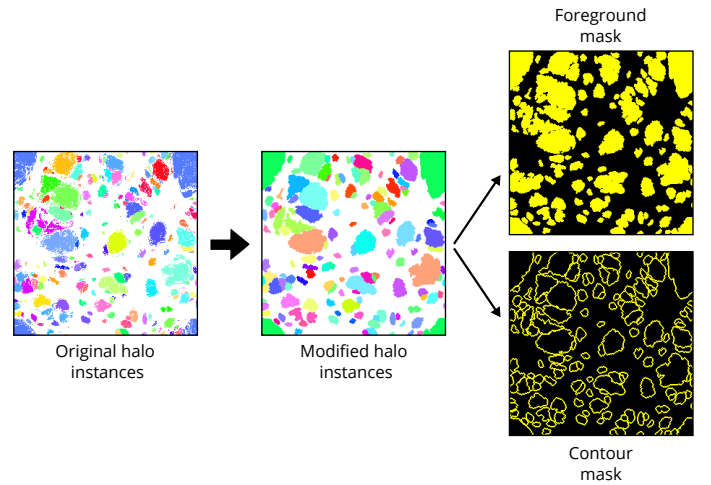 Foreground
mask
Original halo
instances
Modified halo
instances
Contour
mask